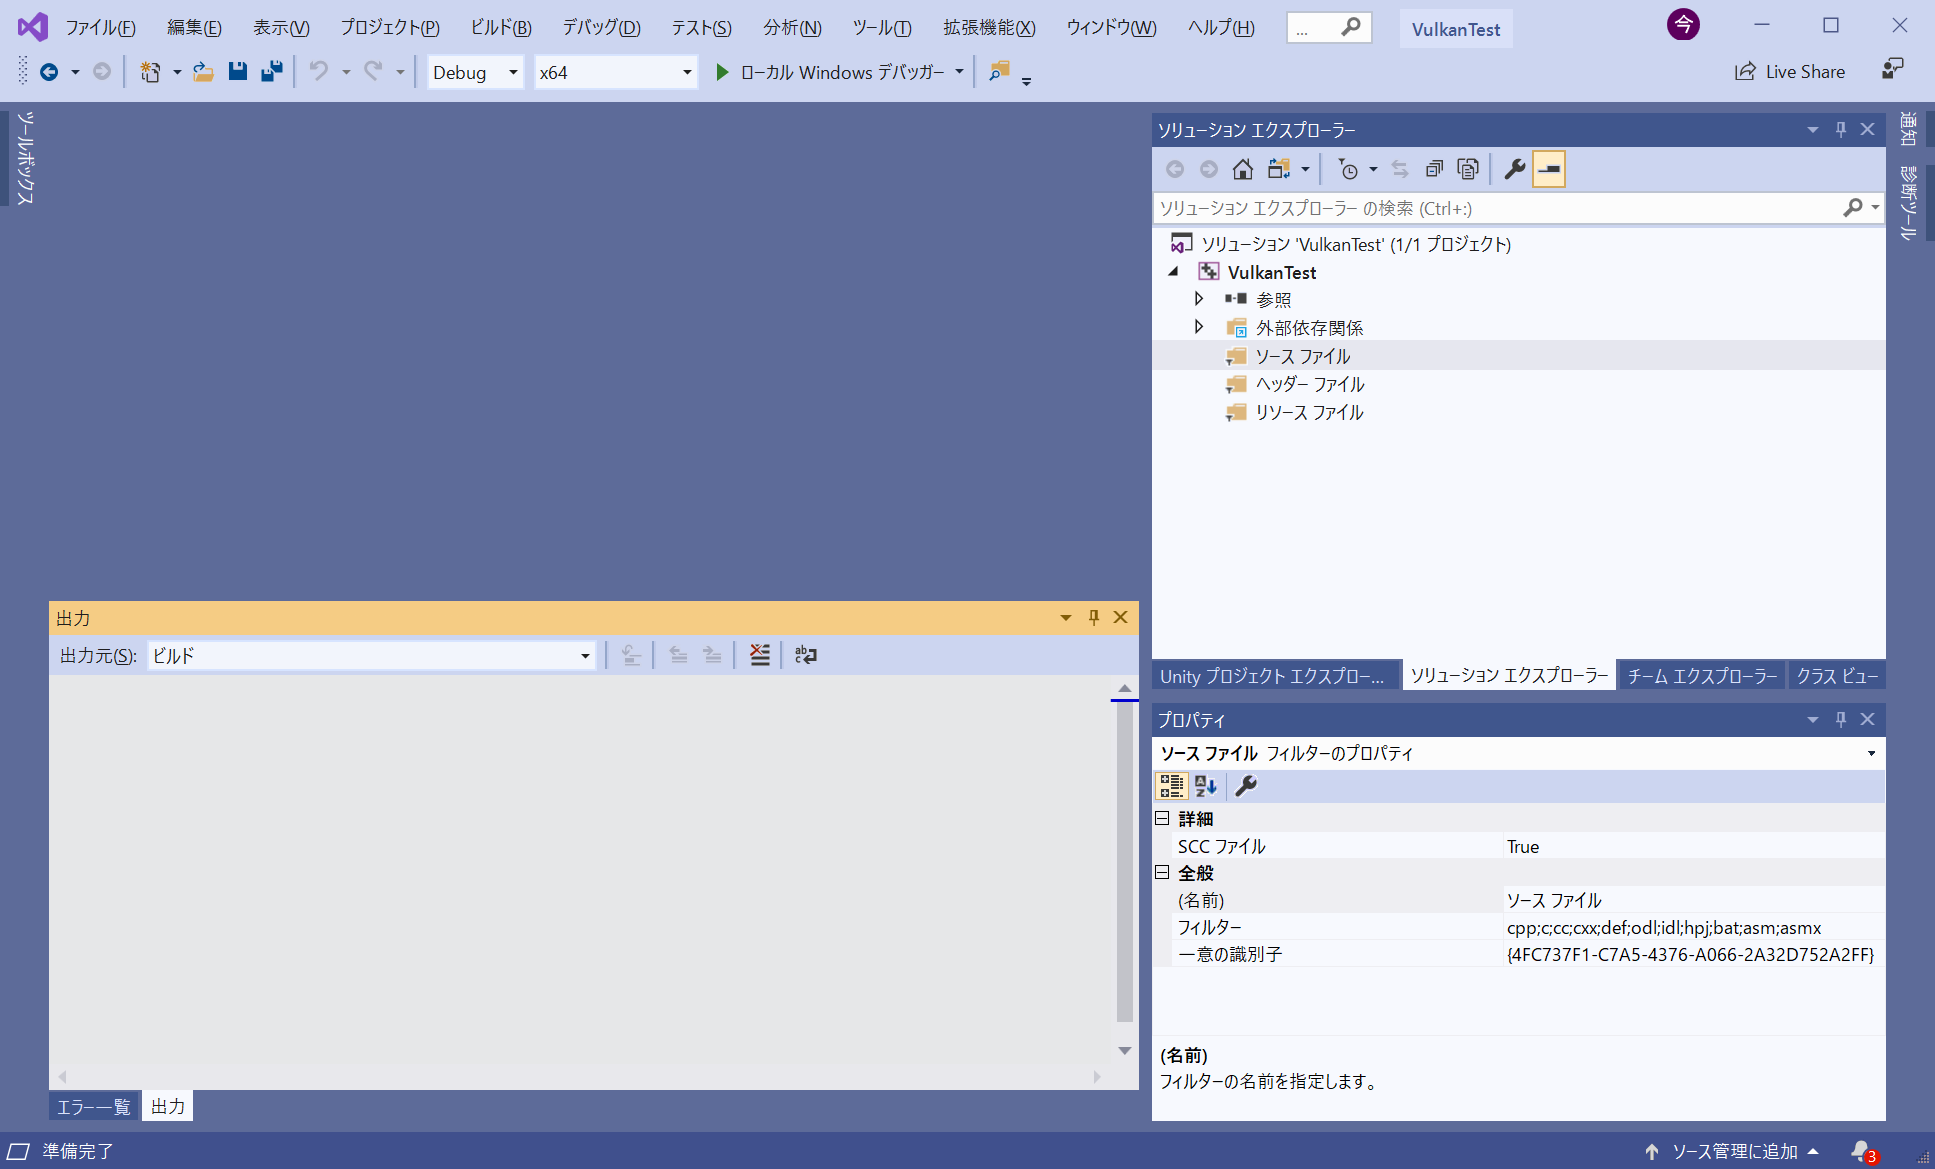 ファイル(F) 編集(E) 表示(V) プロジェクト(P) ビルド(B) デバッグ(D) テスト(S) 分析(N) ツール(T) 拡張機能(X) ウィンドウ(W) ヘルプ(H) ... VulkanTest 今
Debug x64 ローカル Windows デバッガー Live Share
ツールボックス
ソリューション エクスプローラー
通知
診断ツール
ソリューション エクスプローラー の検索 (Ctrl+:)
ソリューション 'VulkanTest' (1/1 プロジェクト)
VulkanTest
参照
外部依存関係
ソース ファイル
ヘッダー ファイル
リソース ファイル
Unity プロジェクト エクスプロー... ソリューション エクスプローラー チーム エクスプローラー クラス ビュー
出力
出力元(S): ビルド
エラー一覧 出力
プロパティ
ソース ファイル フィルターのプロパティ
詳細
SCC ファイル True
全般
(名前) ソース ファイル
フィルター cpp;c;cc;cxx;def;odl;idl;hpj;bat;asm;asmx
一意の識別子 {4FC737F1-C7A5-4376-A066-2A32D752A2FF}
(名前)
フィルターの名前を指定します。
準備完了 ソース管理に追加 3